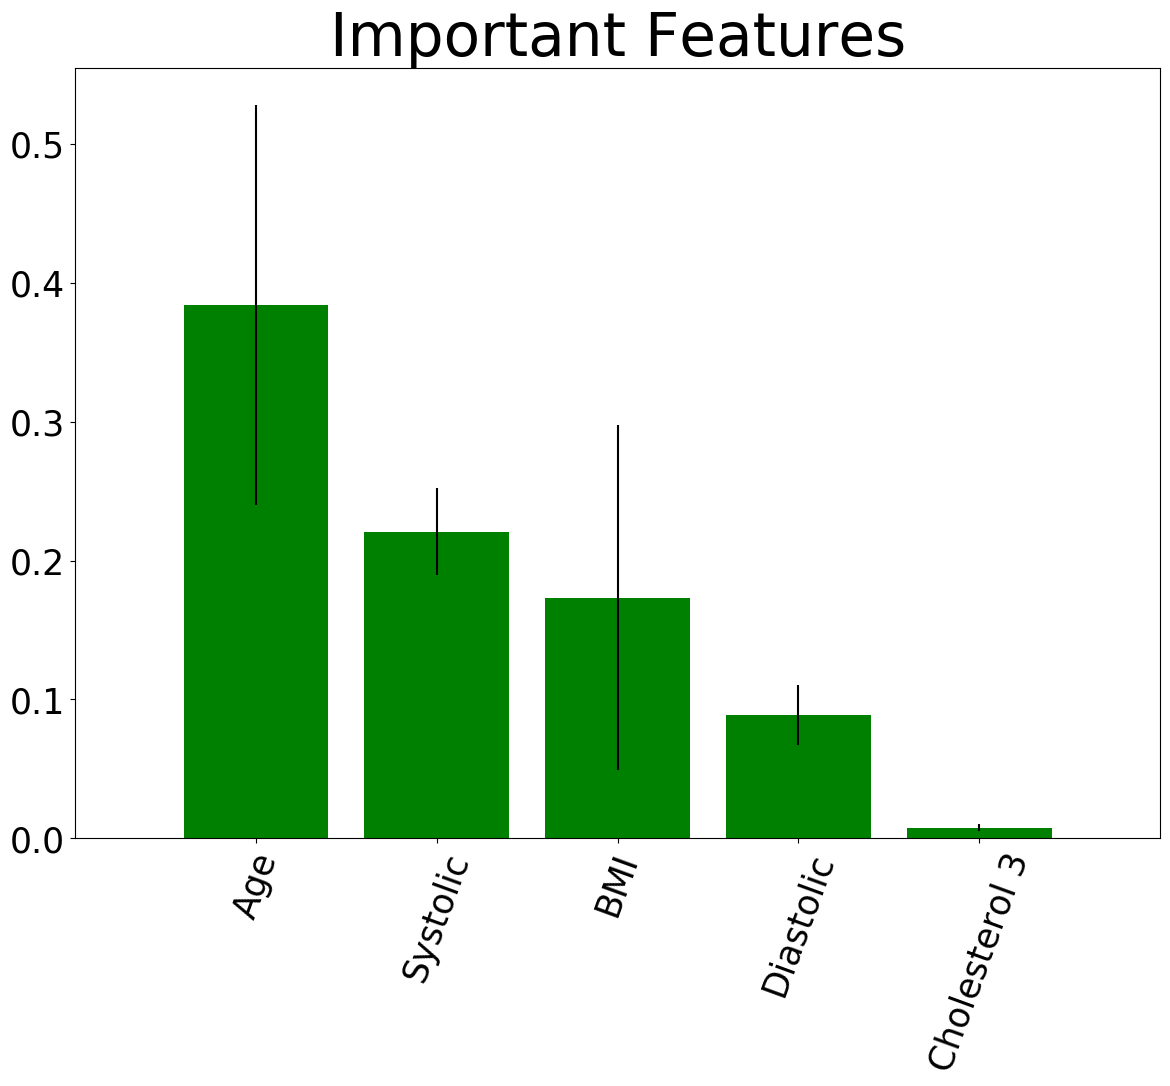 Important Features
0.5
0.4
0.3
0.2
0.1
0.0
Age
Systolic
BMI
Diastolic
Cholesterol 3